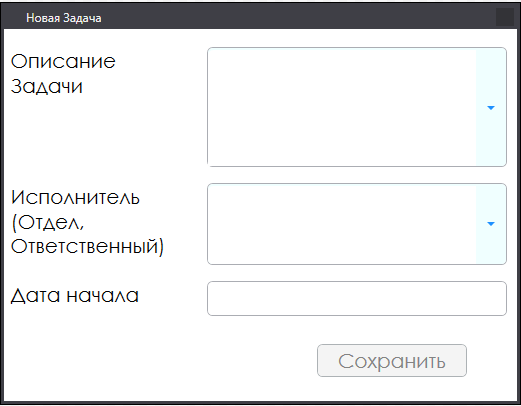 Новая Задача
Описание
Задачи
Исполнитель
(Отдел,
Ответственный)
Дата начала
Сохранить